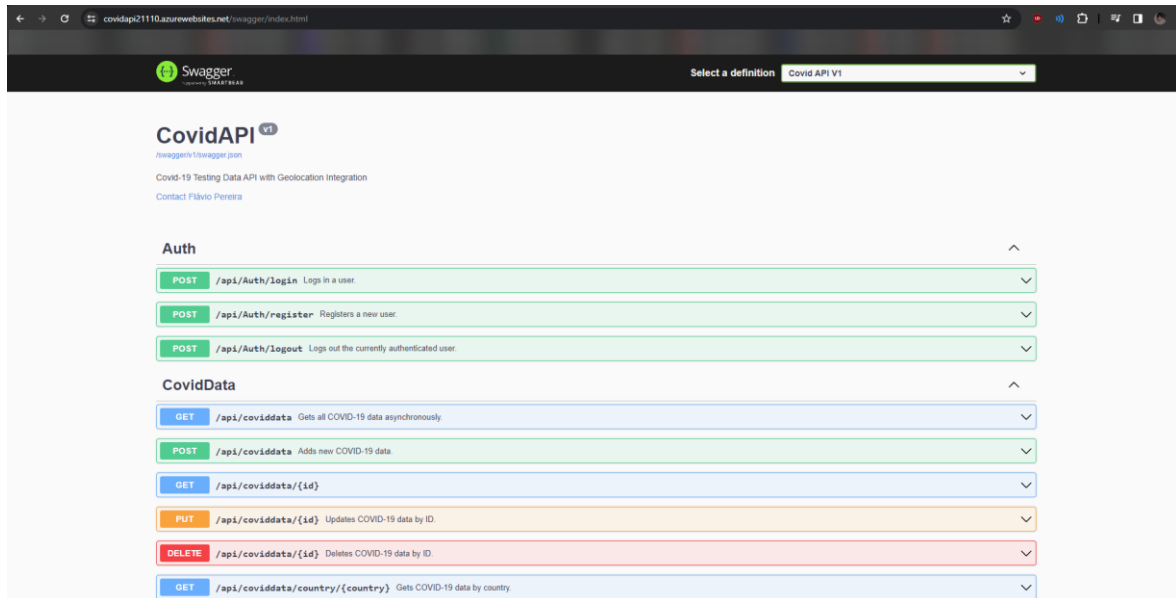 covidapi21110.azurewebsites.net/swagger/index.html
Swagger.
Supported by SMARTBEAR
Select a definition
Covid API V1
CovidAPI v1
/swagger/v1/swagger.json
Covid-19 Testing Data API with Geolocation Integration
Contact Flávio Pereira
Auth
POST /api/Auth/login Logs in a user.
POST /api/Auth/register Registers a new user.
POST /api/Auth/logout Logs out the currently authenticated user.
CovidData
GET /api/coviddata Gets all COVID-19 data asynchronously.
POST /api/coviddata Adds new COVID-19 data.
GET /api/coviddata/{id}
PUT /api/coviddata/{id} Updates COVID-19 data by ID.
DELETE /api/coviddata/{id} Deletes COVID-19 data by ID.
GET /api/coviddata/country/{country} Gets COVID-19 data by country.